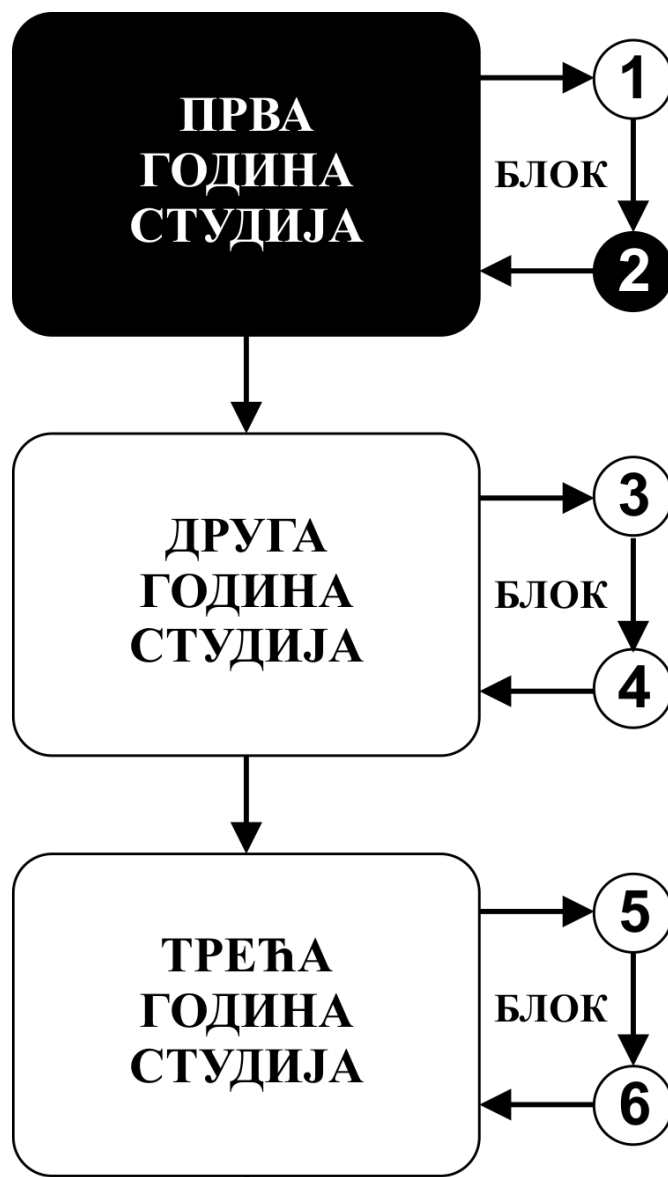 ПРВА
ГОДИНА
СТУДИЈА
1
БЛОК
2
ДРУГА
ГОДИНА
СТУДИЈА
3
БЛОК
4
ТРЕЋА
ГОДИНА
СТУДИЈА
5
БЛОК
6